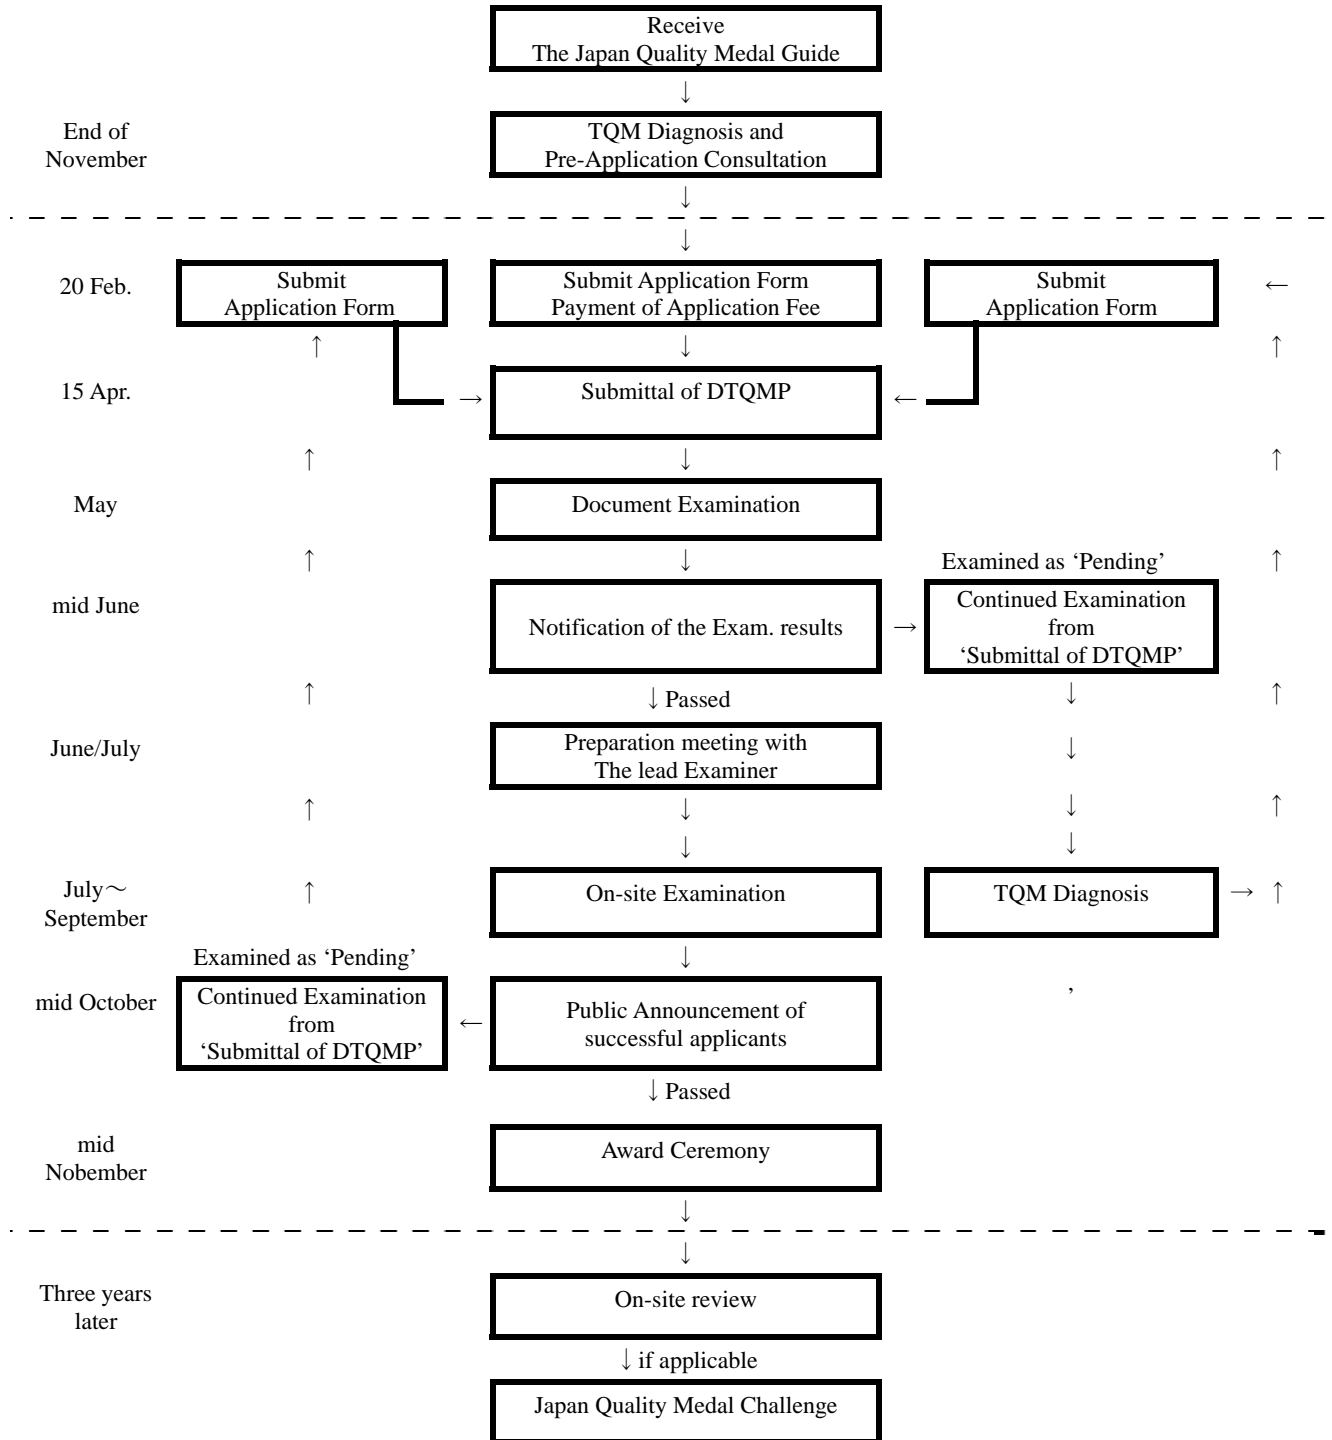 Receive
The Japan Quality Medal Guide
↓
End of
November
TQM Diagnosis and
Pre-Application Consultation
↓
↓
20 Feb.
Submit
Application Form
Submit Application Form
Payment of Application Fee
Submit
Application Form
←
↑
↓
↑
15 Apr.
→
Submittal of DTQMP
←
↑
↓
↑
May
Document Examination
↑
↓
Examined as ‘Pending’
↑
mid June
Notification of the Exam. results
→
Continued Examination
from
‘Submittal of DTQMP’
↑
↓ Passed
↓
↑
June/July
Preparation meeting with
The lead Examiner
↓
↑
↓
↓
↑
↓
↓
July～
September
↑
On-site Examination
TQM Diagnosis
→
↑
Examined as ‘Pending’
↓
mid October
Continued Examination
from
‘Submittal of DTQMP’
←
Public Announcement of
successful applicants
,
↓ Passed
mid
Nobember
Award Ceremony
↓
↓
Three years
later
On-site review
↓ if applicable
Japan Quality Medal Challenge